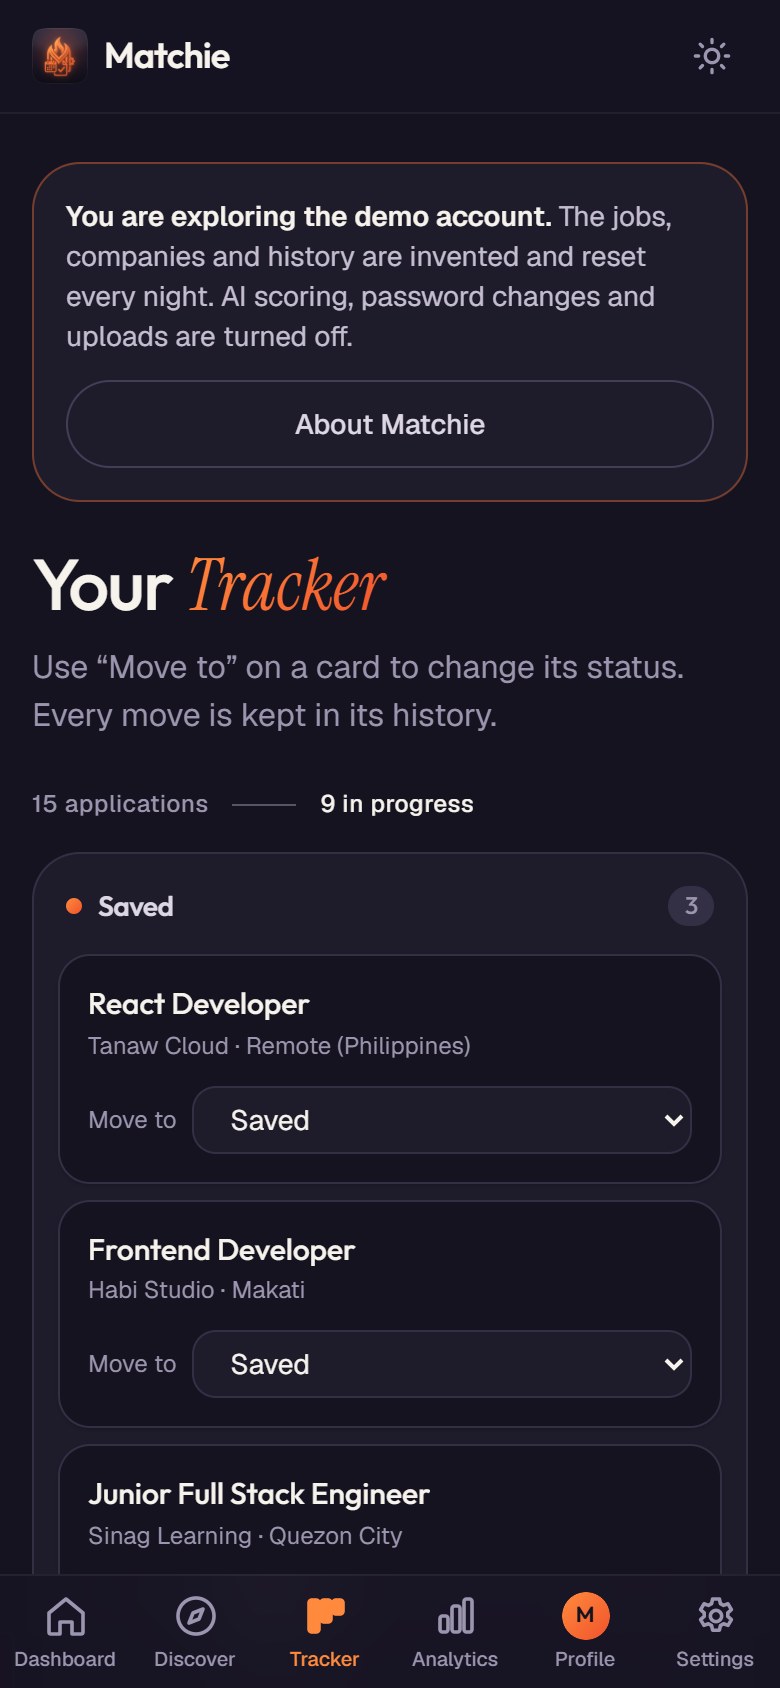 Matchie
You are exploring the demo account. The jobs,
companies and history are invented and reset
every night. AI scoring, password changes and
uploads are turned off.
About Matchie
Your Tracker
Use “Move to” on a card to change its status.
Every move is kept in its history.
15 applications
9 in progress
Saved
3
React Developer
Tanaw Cloud · Remote (Philippines)
Move to Saved
Frontend Developer
Habi Studio · Makati
Move to Saved
Junior Full Stack Engineer
Sinag Learning · Quezon City
M
Dashboard Discover Tracker Analytics Profile Settings